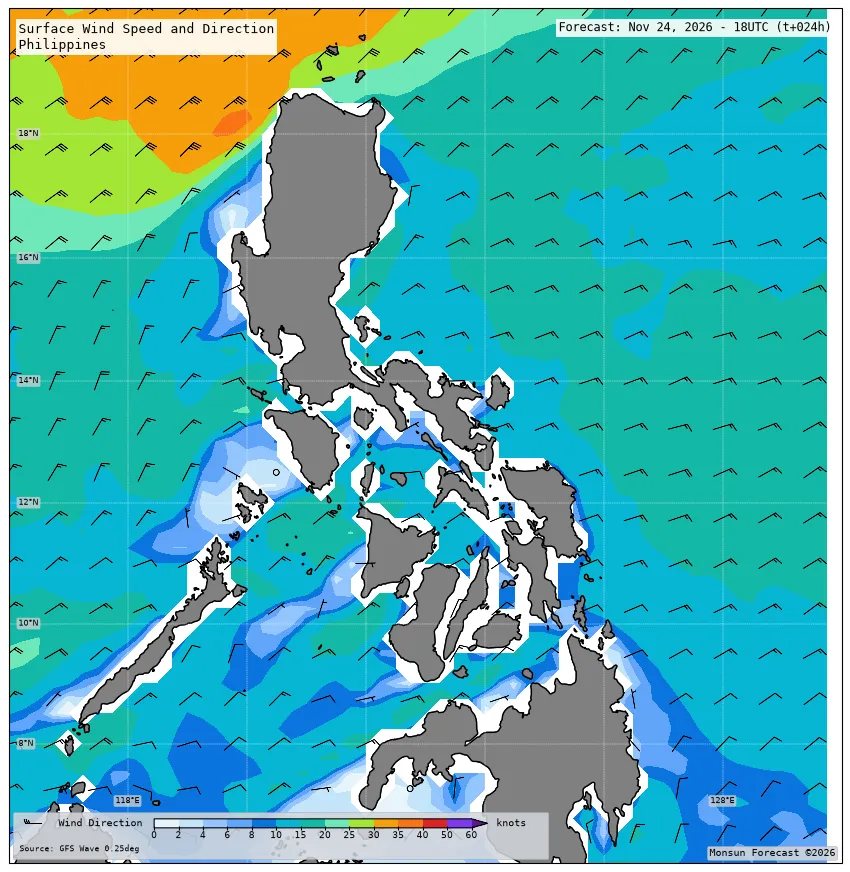 Surface Wind Speed and Direction
Philippines
Forecast: Nov 24, 2026 - 18UTC (t+024h)
18°N
16°N
14°N
12°N
10°N
8°N
118°E
128°E
Wind Direction
knots
0 2 4 6 8 10 15 20 25 30 35 40 50 60
Source: GFS Wave 0.25deg
Monsun Forecast ©2026